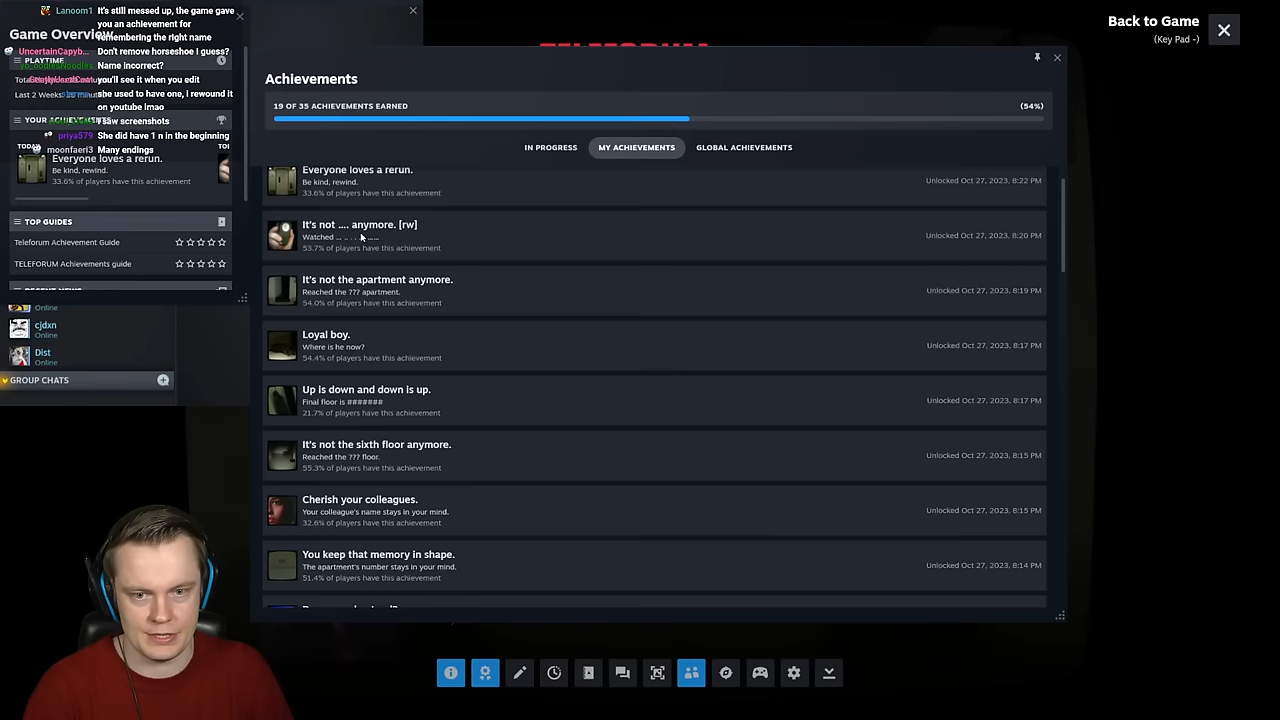 Lanoom1 It's still messed up, the game gave
you an achievement for
remembering the right name
Game Overview
UncertainCapyb... Don't remove horseshoe I guess?
PLAYTIME
Name incorrect?
you'll see it when you edit
she used to have one, i rewound it
on youtube lmao
Last 2 Weeks:
YOUR ACHIEVEMENTS
I saw screenshots
priya579 She did have 1 n in the beginning
TODAY
moonfaeri3 Many endings
Everyone loves a rerun.
Be kind, rewind.
33.6% of players have this achievement
TOP GUIDES
Teleforum Achievement Guide
TELEFORUM Achievements guide
Online
cjdxn
Online
Dist
Online
GROUP CHATS
Back to Game
(Key Pad -)
Achievements
19 OF 35 ACHIEVEMENTS EARNED (54%)
IN PROGRESS MY ACHIEVEMENTS GLOBAL ACHIEVEMENTS
Everyone loves a rerun.
Be kind, rewind.
33.6% of players have this achievement
Unlocked Oct 27, 2023, 8:22 PM
It's not .... anymore. [rw]
Watched
53.7% of players have this achievement
Unlocked Oct 27, 2023, 8:20 PM
It's not the apartment anymore.
Reached the ??? apartment.
54.0% of players have this achievement
Unlocked Oct 27, 2023, 8:19 PM
Loyal boy.
Where is he now?
54.4% of players have this achievement
Unlocked Oct 27, 2023, 8:17 PM
Up is down and down is up.
Final floor is #######
21.7% of players have this achievement
Unlocked Oct 27, 2023, 8:17 PM
It's not the sixth floor anymore.
Reached the ??? floor.
55.3% of players have this achievement
Unlocked Oct 27, 2023, 8:15 PM
Cherish your colleagues.
Your colleague's name stays in your mind.
32.6% of players have this achievement
Unlocked Oct 27, 2023, 8:15 PM
You keep that memory in shape.
The apartment's number stays in your mind.
51.4% of players have this achievement
Unlocked Oct 27, 2023, 8:14 PM